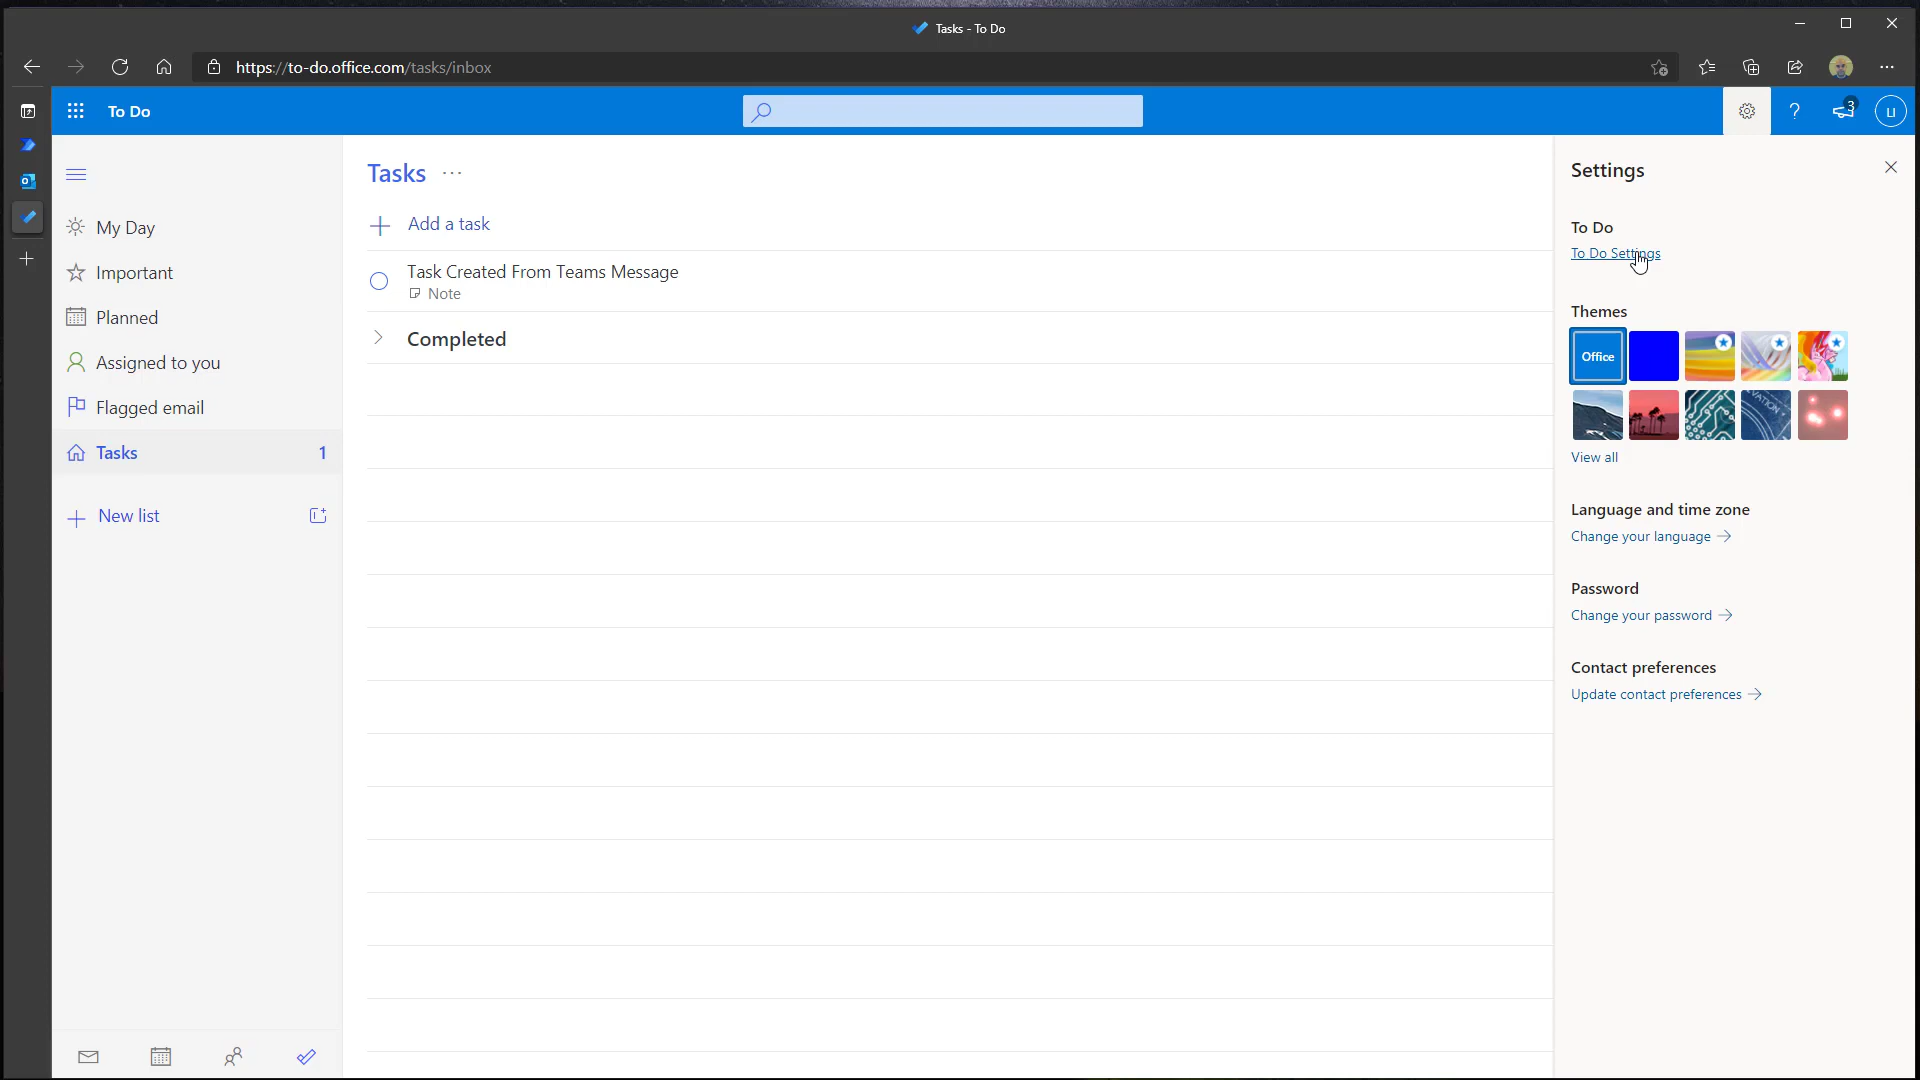 Tasks - To Do
https://to-do.office.com/tasks/inbox
To Do
?
3
LI
Settings
To Do
To Do Settings
Themes
Office
View all
Language and time zone
Change your language
Password
Change your password
Contact preferences
Update contact preferences
My Day
Important
Planned
Assigned to you
Flagged email
Tasks 1
New list
Tasks ...
Add a task
Task Created From Teams Message
Note
Completed